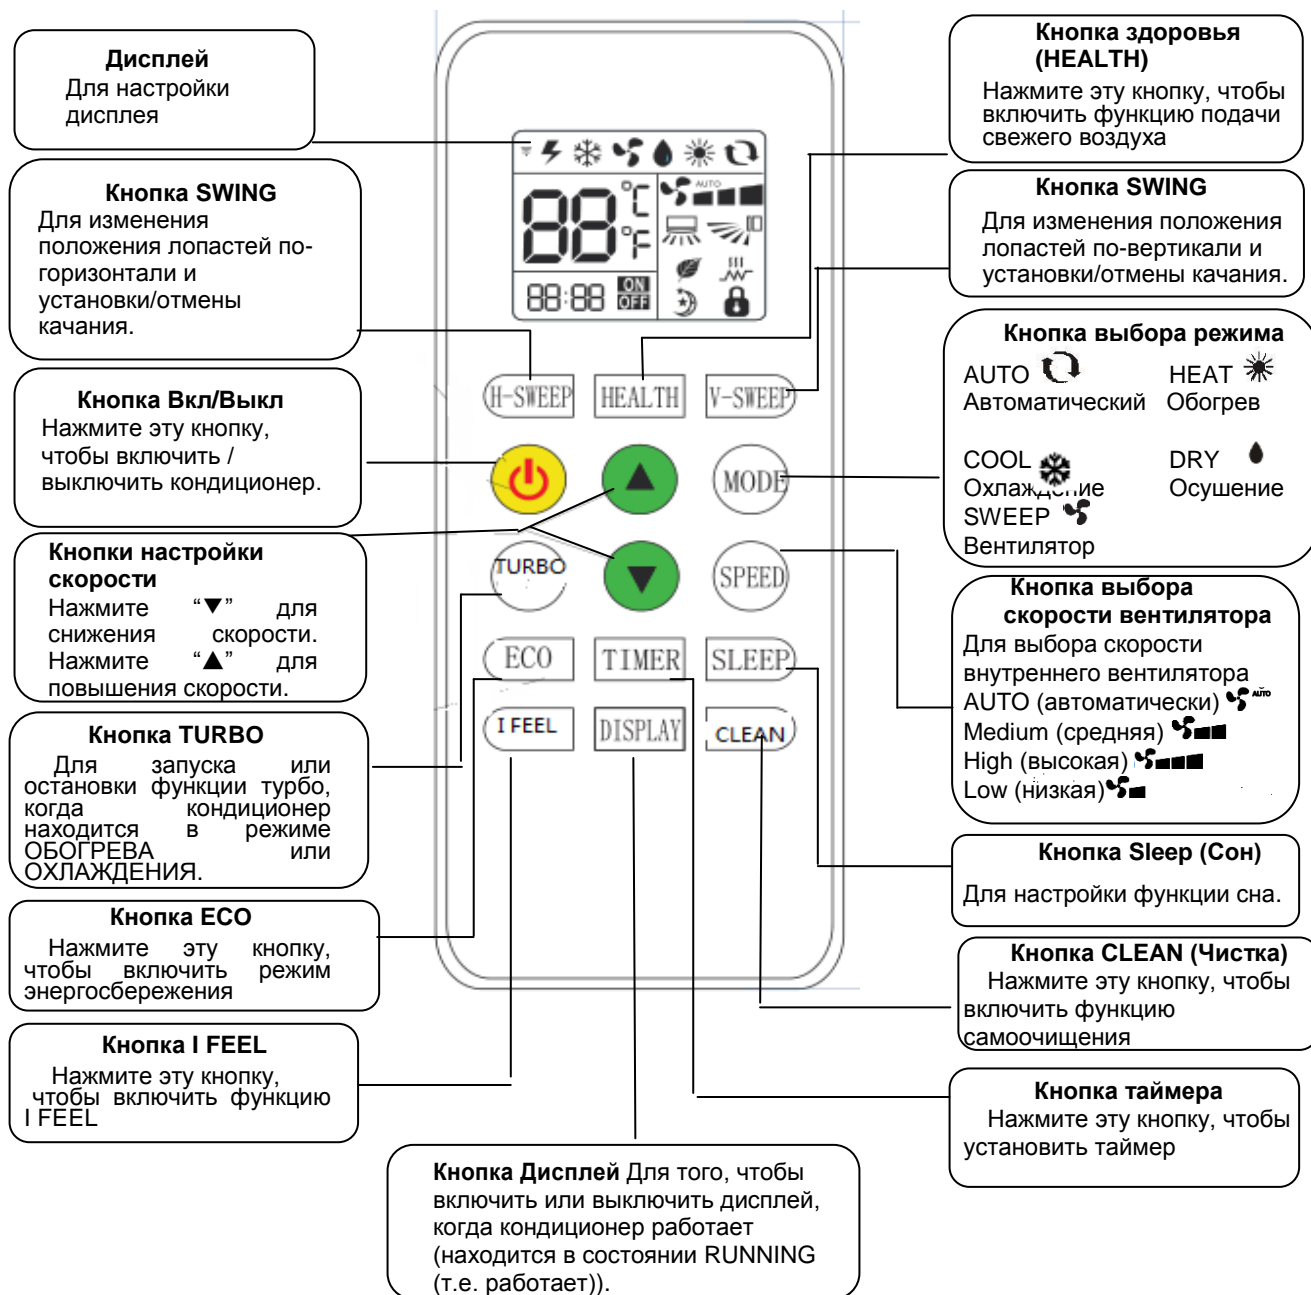 Дисплей
Для настройки
дисплея
Кнопка SWING
Для изменения
положения лопастей по-
горизонтали и
установки/отмены
качания.
Кнопка Вкл/Выкл
Нажмите эту кнопку,
чтобы включить /
выключить кондиционер.
Кнопки настройки
скорости
Нажмите “▼” для
снижения скорости.
Нажмите “▲” для
повышения скорости.
Кнопка TURBO
Для запуска или
остановки функции турбо,
когда кондиционер
находится в режиме
ОБОГРЕВА или
ОХЛАЖДЕНИЯ.
Кнопка ECO
Нажмите эту кнопку,
чтобы включить режим
энергосбережения
Кнопка I FEEL
Нажмите эту кнопку,
чтобы включить функцию
I FEEL
88 °C
°F
AUTO
88:88 ON
OFF
H-SWEEP HEALTH V-SWEEP
MODE
TURBO SPEED
ECO TIMER SLEEP
I FEEL DISPLAY CLEAN
Кнопка Дисплей Для того, чтобы
включить или выключить дисплей,
когда кондиционер работает
(находится в состоянии RUNNING
(т.е. работает)).
Кнопка здоровья
(HEALTH)
Нажмите эту кнопку, чтобы
включить функцию подачи
свежего воздуха
Кнопка SWING
Для изменения положения
лопастей по-вертикали и
установки/отмены качания.
Кнопка выбора режима
AUTO HEAT
Автоматический Обогрев
COOL DRY
Охлаждение Осушение
SWEEP
Вентилятор
Кнопка выбора
скорости вентилятора
Для выбора скорости
внутреннего вентилятора
AUTO (автоматически) AUTO
Medium (средняя)
High (высокая)
Low (низкая)
Кнопка Sleep (Сон)
Для настройки функции сна.
Кнопка CLEAN (Чистка)
Нажмите эту кнопку, чтобы
включить функцию
самоочищения
Кнопка таймера
Нажмите эту кнопку, чтобы
установить таймер